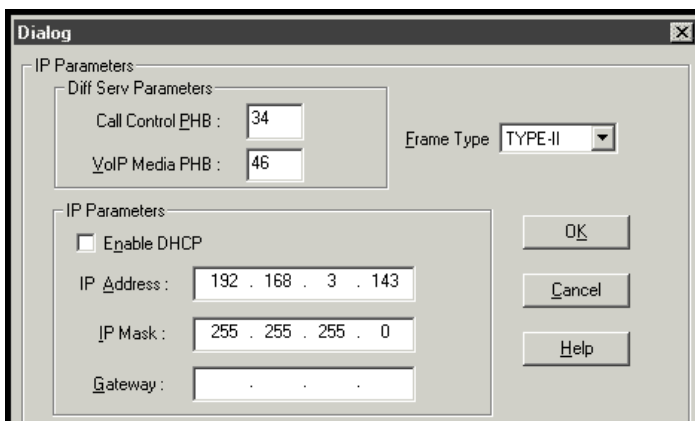 Dialog
IP Parameters
Diff Serv Parameters
Call Control PHB : 34
VoIP Media PHB : 46
Frame Type TYPE-II
IP Parameters
Enable DHCP
IP Address : 192 . 168 . 3 . 143
IP Mask : 255 . 255 . 255 . 0
Gateway : . . .
OK
Cancel
Help